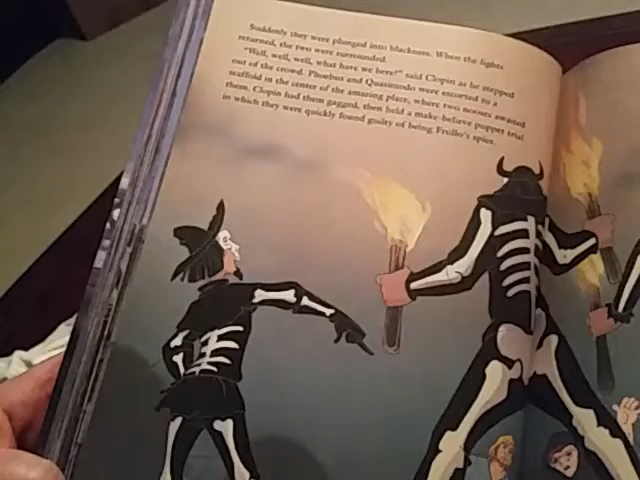 Suddenly they were plunged into blackness. When the lights
returned, the two were surrounded.
"Well, well, well, what have we here?" said Clopin as he stepped
out of the crowd. Phoebus and Quasimodo were escorted to a
scaffold in the center of the amazing place, where two nooses awaited
them. Clopin had them gagged, then held a make-believe puppet trial
in which they were quickly found guilty of being Frollo's spies.